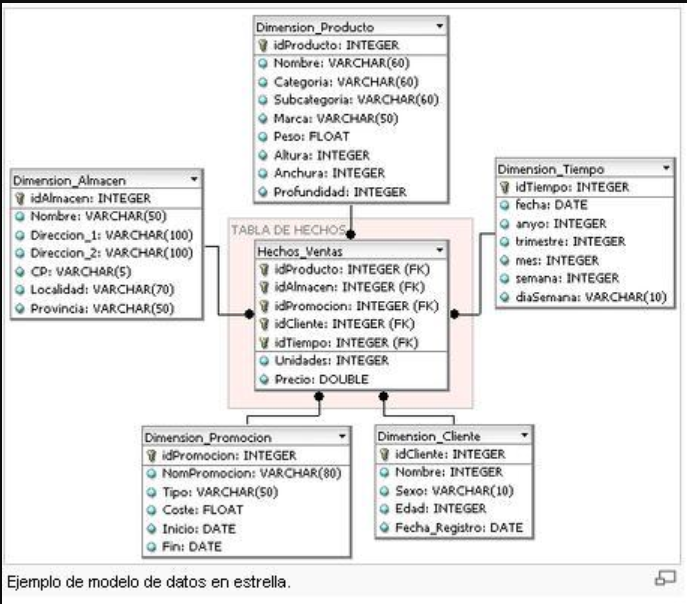 Dimension_Producto
idProducto: INTEGER
Nombre: VARCHAR(60)
Categoria: VARCHAR(60)
Subcategoria: VARCHAR(60)
Marca: VARCHAR(50)
Peso: FLOAT
Altura: INTEGER
Anchura: INTEGER
Profundidad: INTEGER
Dimension_Almacen
idAlmacen: INTEGER
Nombre: VARCHAR(50)
Direccion_1: VARCHAR(100)
Direccion_2: VARCHAR(100)
CP: VARCHAR(5)
Localidad: VARCHAR(70)
Provincia: VARCHAR(50)
Dimension_Tiempo
idTiempo: INTEGER
fecha: DATE
anyo: INTEGER
trimestre: INTEGER
mes: INTEGER
semana: INTEGER
diaSemana: VARCHAR(10)
TABLA DE HECHOS
Hechos_Ventas
idProducto: INTEGER (FK)
idAlmacen: INTEGER (FK)
idPromocion: INTEGER (FK)
idCliente: INTEGER (FK)
idTiempo: INTEGER (FK)
Unidades: INTEGER
Precio: DOUBLE
Dimension_Promocion
idPromocion: INTEGER
NomPromocion: VARCHAR(80)
Tipo: VARCHAR(50)
Coste: FLOAT
Inicio: DATE
Fin: DATE
Dimension_Cliente
idCliente: INTEGER
Nombre: INTEGER
Sexo: VARCHAR(10)
Edad: INTEGER
Fecha_Registro: DATE
Ejemplo de modelo de datos en estrella.